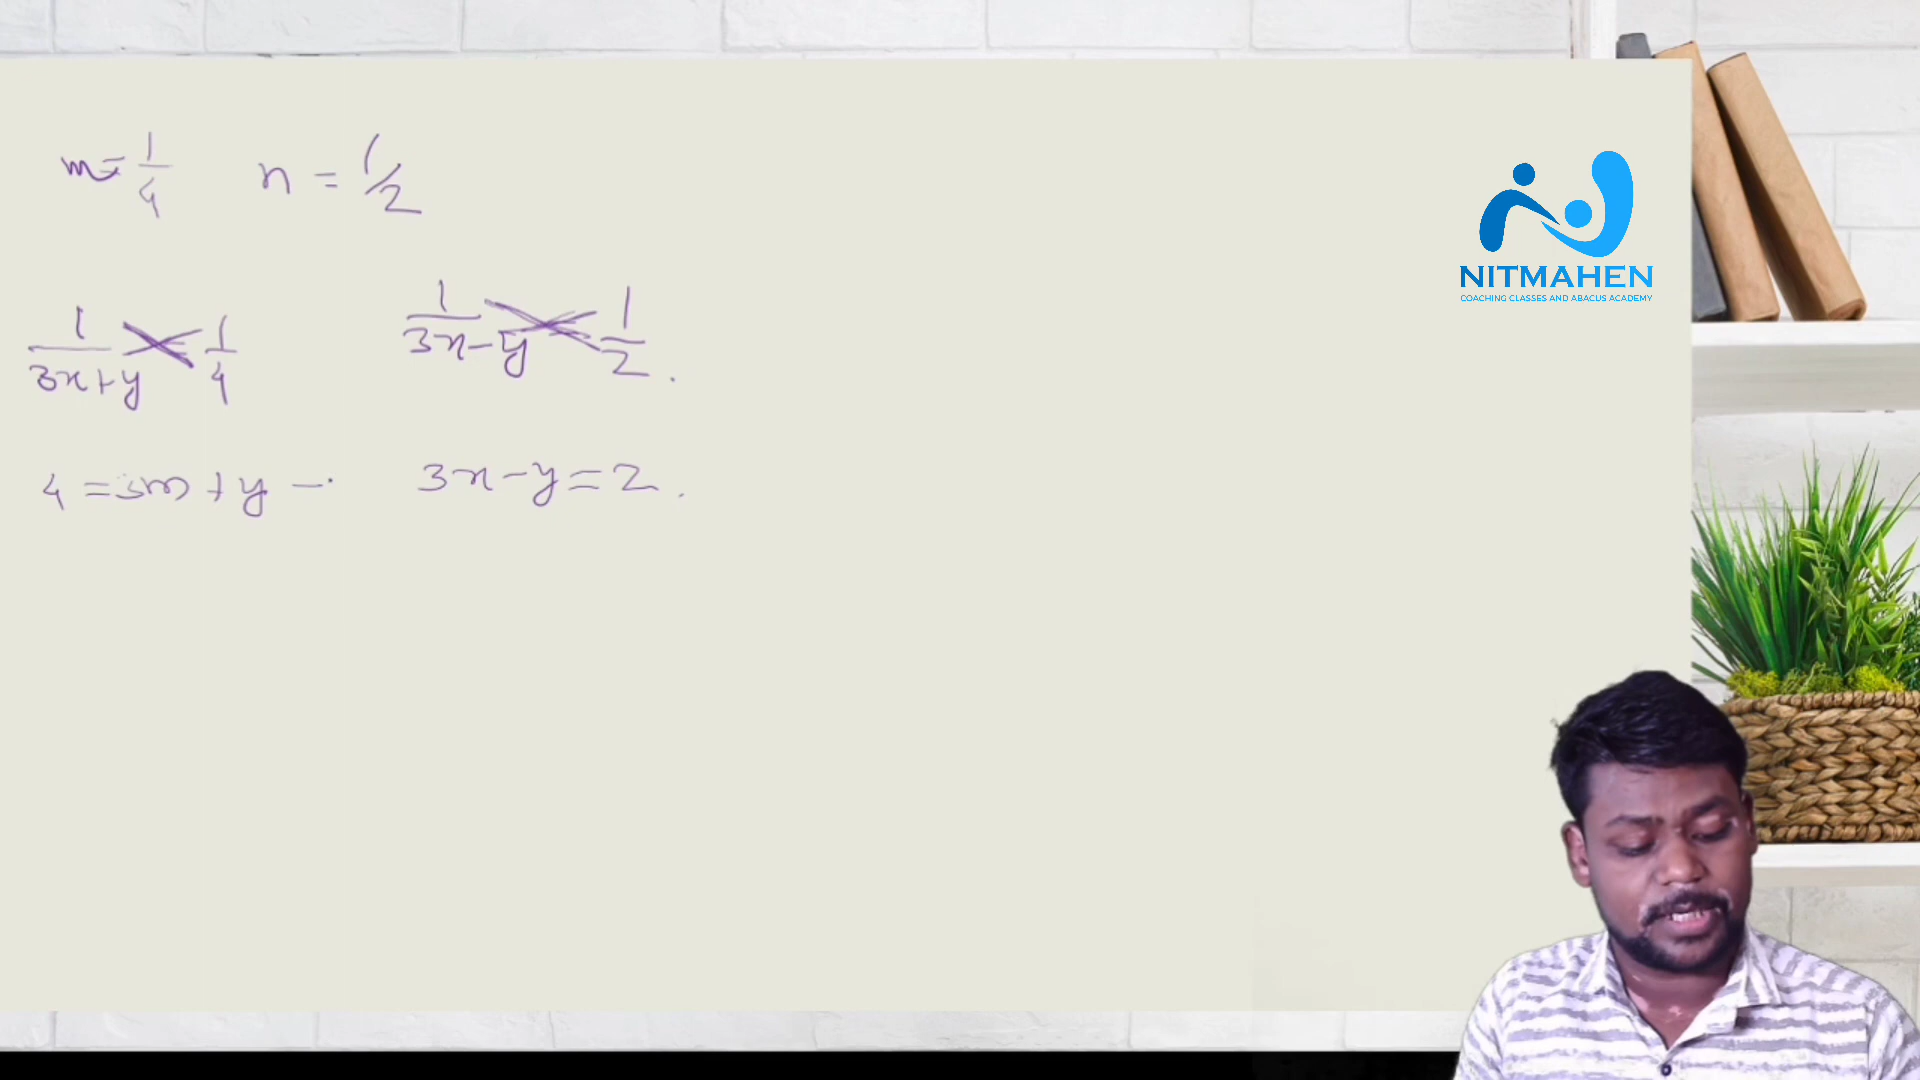 m = 1/4 n = 1/2
1/(3x+y) = 1/4 1/(3x-y) = 1/2 .
4 = 3x + y - 3x - y = 2 .
NITMAHEN
COACHING CLASSES AND ABACUS ACADEMY